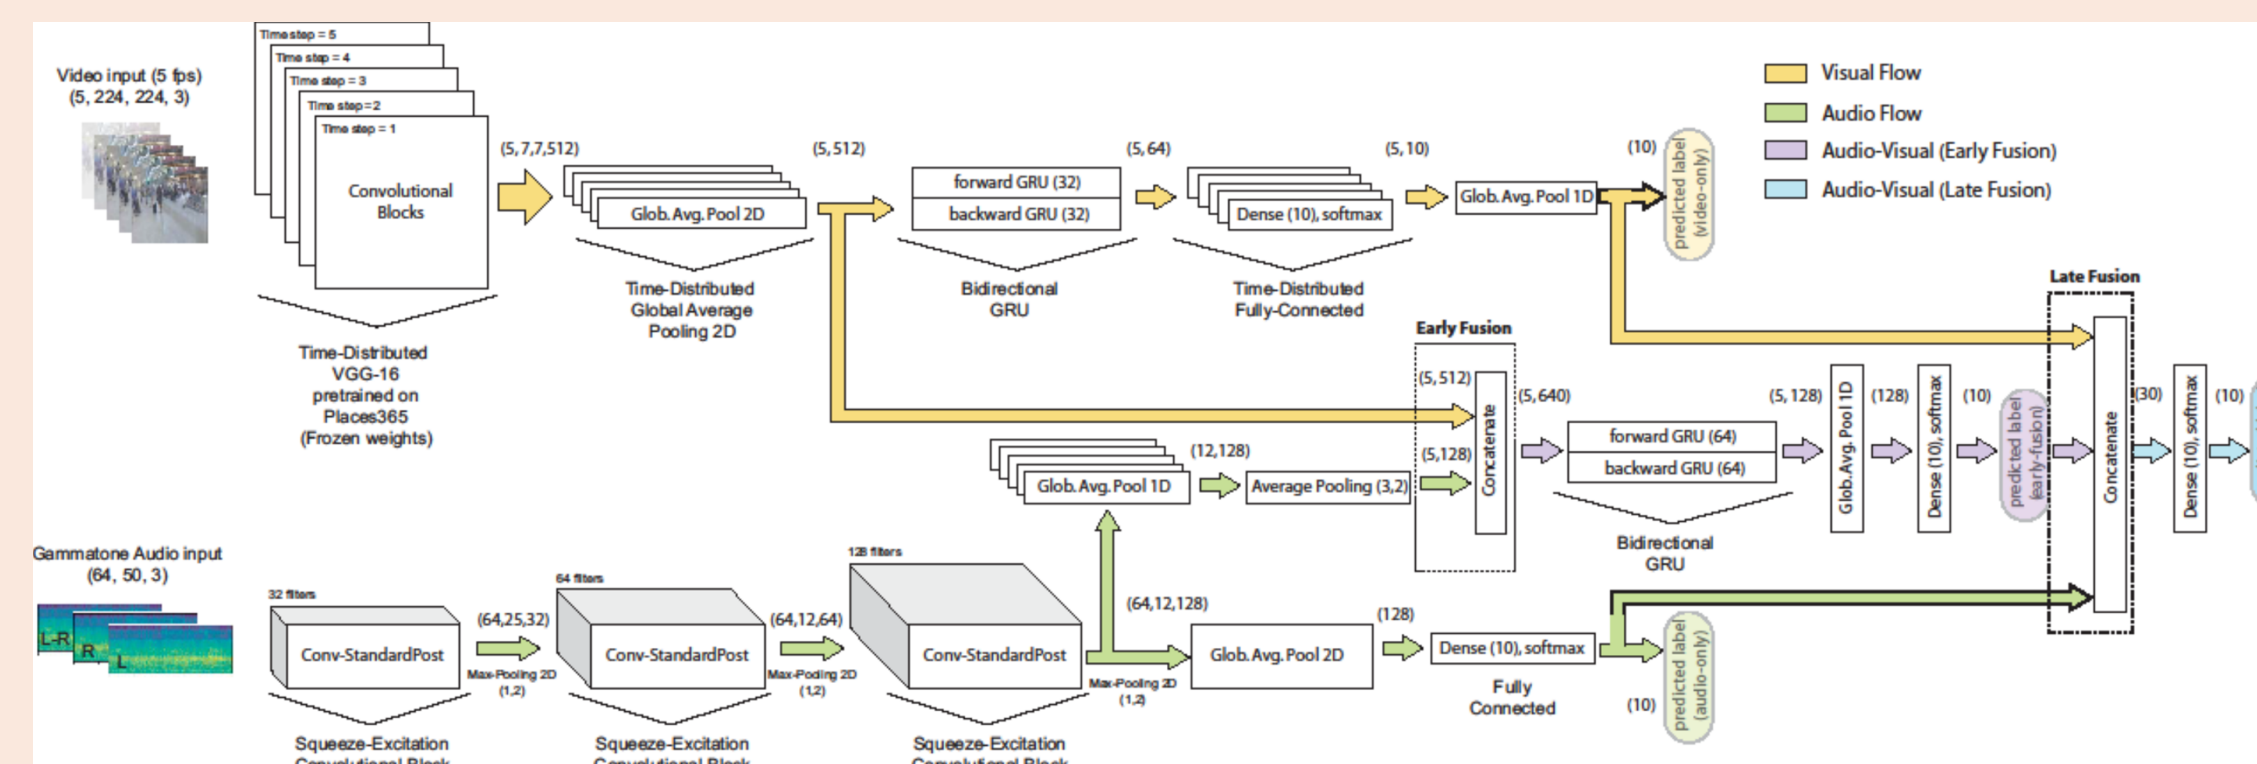 Time step = 5
Time step = 4
Time step = 3
Time step = 2
Time step = 1
Convolutional
Blocks
Video input (5 fps)
(5, 224, 224, 3)
(5, 7, 7, 512)
Glob. Avg. Pool 2D
(5, 512)
forward GRU (32)
backward GRU (32)
(5, 64)
Dense (10), softmax
(5, 10)
Glob. Avg. Pool 1D
(10)
predicted label
(video-only)
Visual Flow
Audio Flow
Audio-Visual (Early Fusion)
Audio-Visual (Late Fusion)
Time-Distributed
VGG-16
pretrained on
Places365
(Frozen weights)
Time-Distributed
Global Average
Pooling 2D
Bidirectional
GRU
Time-Distributed
Fully-Connected
Early Fusion
(5, 512)
(5,128)
Concatenate
(5, 640)
forward GRU (64)
backward GRU (64)
Bidirectional
GRU
(5, 128)
Glob. Avg. Pool 1D
(128)
Dense (10), softmax
(10)
predicted label
(early-fusion)
Late Fusion
Concatenate
(30)
Dense (10), softmax
(10)
Glob. Avg. Pool 1D
(12,128)
Average Pooling (3,2)
Gammatone Audio input
(64, 50, 3)
L-R
R
L
32 filters
Conv-StandardPost
(64,25,32)
Max-Pooling 2D
(1,2)
64 filters
Conv-StandardPost
(64,12,64)
Max-Pooling 2D
(1,2)
128 filters
Conv-StandardPost
(64,12,128)
Max-Pooling 2D
(1,2)
Glob. Avg. Pool 2D
(128)
Dense (10), softmax
Fully
Connected
(10)
predicted label
(audio-only)
Squeeze-Excitation
Convolutional Block
Squeeze-Excitation
Convolutional Block
Squeeze-Excitation
Convolutional Block